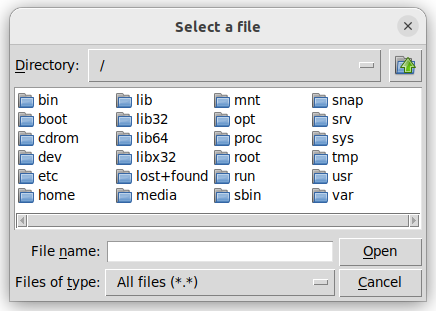 Select a file
Directory: /
bin lib mnt snap
boot lib32 opt srv
cdrom lib64 proc sys
dev libx32 root tmp
etc lost+found run usr
home media sbin var
File name: Open
Files of type: All files (*.*) Cancel